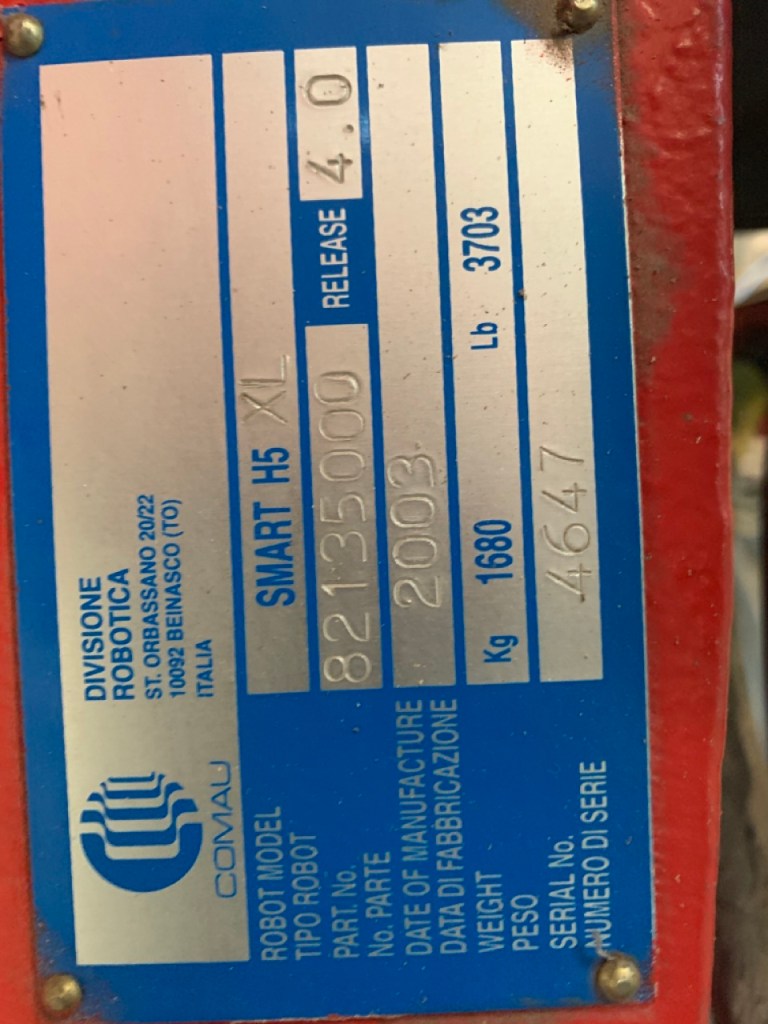 COMAU
DIVISIONE
ROBOTICA
ST. ORBASSANO 20/22
10092 BEINASCO (TO)
ITALIA
ROBOT MODEL
TIPO ROBOT
SMART H5 XL
PART. No.
No. PARTE
82135000 RELEASE 4.0
DATE OF MANUFACTURE
DATA DI FABBRICAZIONE
2003
WEIGHT
PESO
Kg 1680 Lb 3703
SERIAL No.
NUMERO DI SERIE
4647